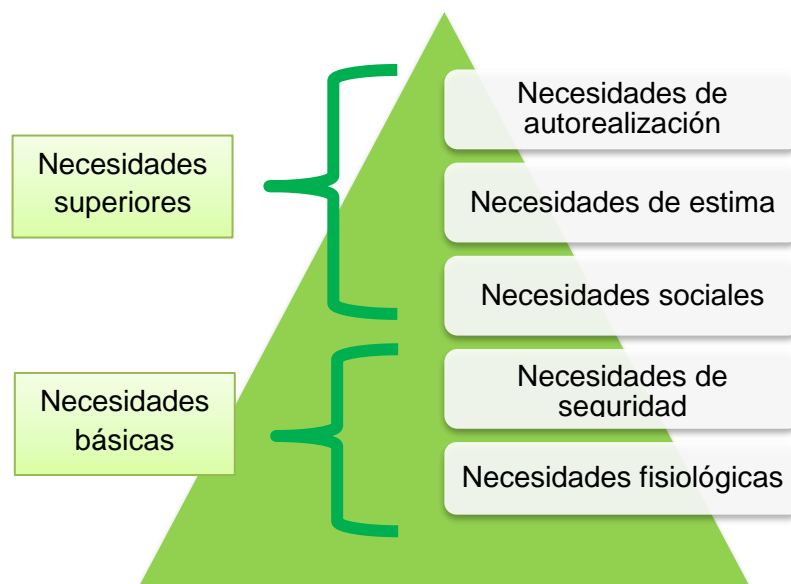 Necesidades de
autorealización
Necesidades
superiores
Necesidades de estima
Necesidades sociales
Necesidades de
seguridad
Necesidades
básicas
Necesidades fisiológicas